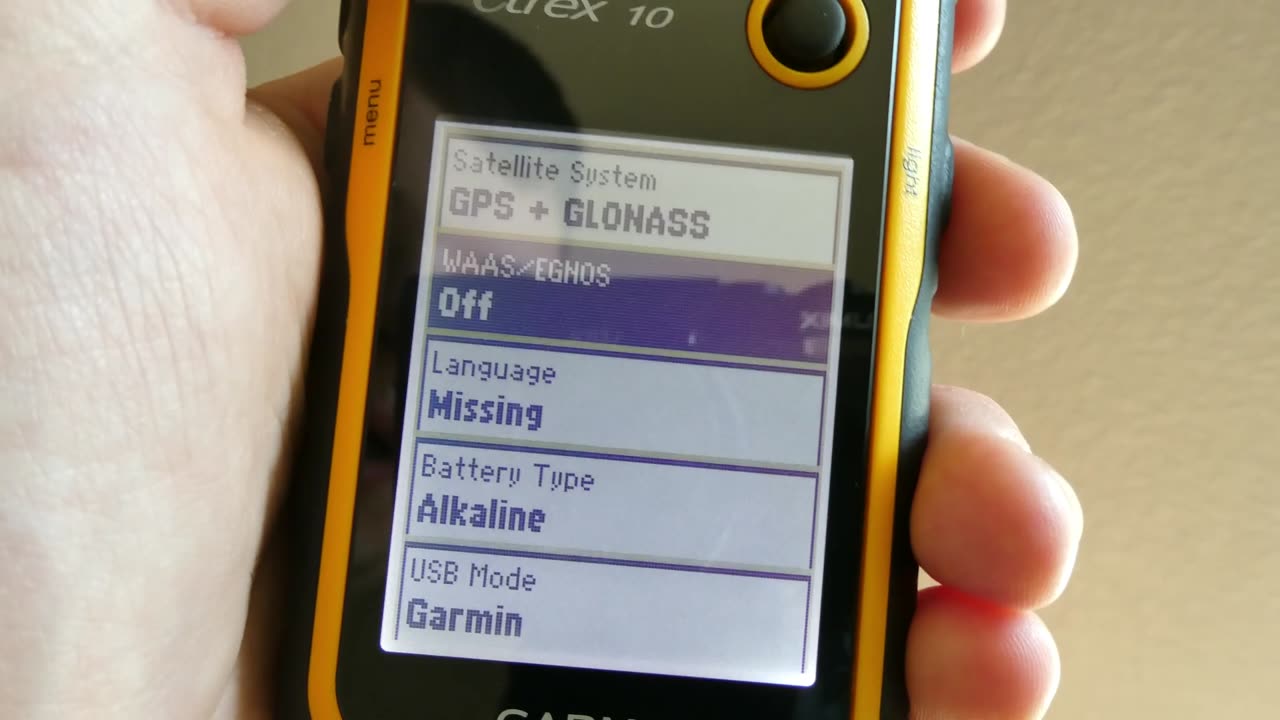 etrex 10
menu
light
Satellite System
GPS + GLONASS
WAAS/EGNOS
Off
Language
Missing
Battery Type
Alkaline
USB Mode
Garmin